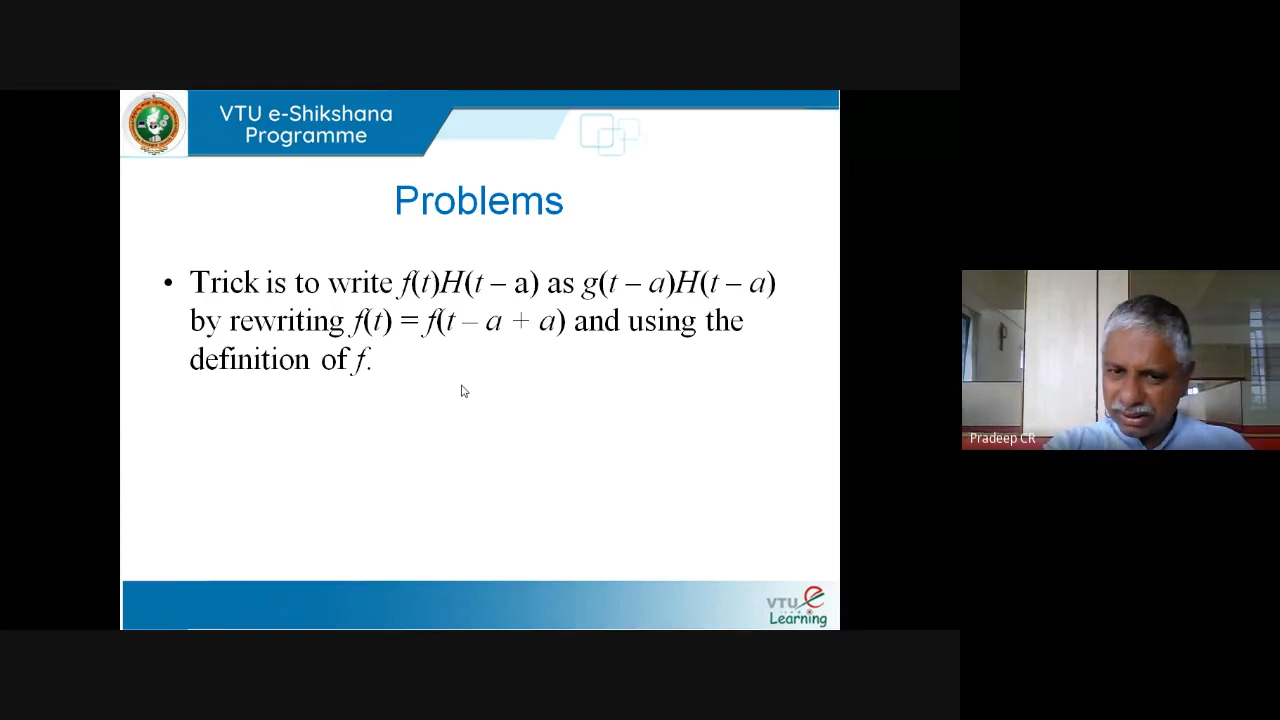 VTU e-Shikshana
Programme
Problems
• Trick is to write f(t)H(t – a) as g(t – a)H(t – a)
by rewriting f(t) = f(t – a + a) and using the
definition of f.
Pradeep CR
VTU e
Learning